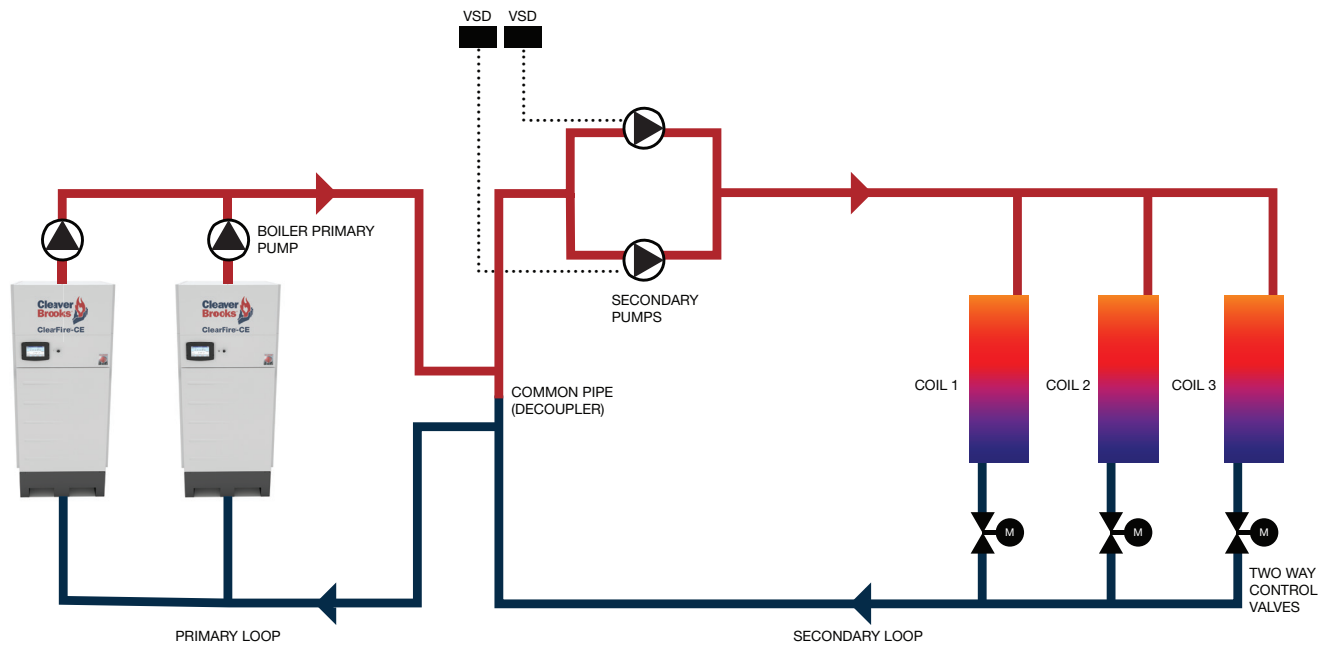 VSD
VSD
BOILER PRIMARY
PUMP
SECONDARY
PUMPS
Cleaver
Brooks
ClearFire-CE
Cleaver
Brooks
ClearFire-CE
COMMON PIPE
(DECOUPLER)
COIL 1
COIL 2
COIL 3
M
M
M
TWO WAY
CONTROL
VALVES
PRIMARY LOOP
SECONDARY LOOP